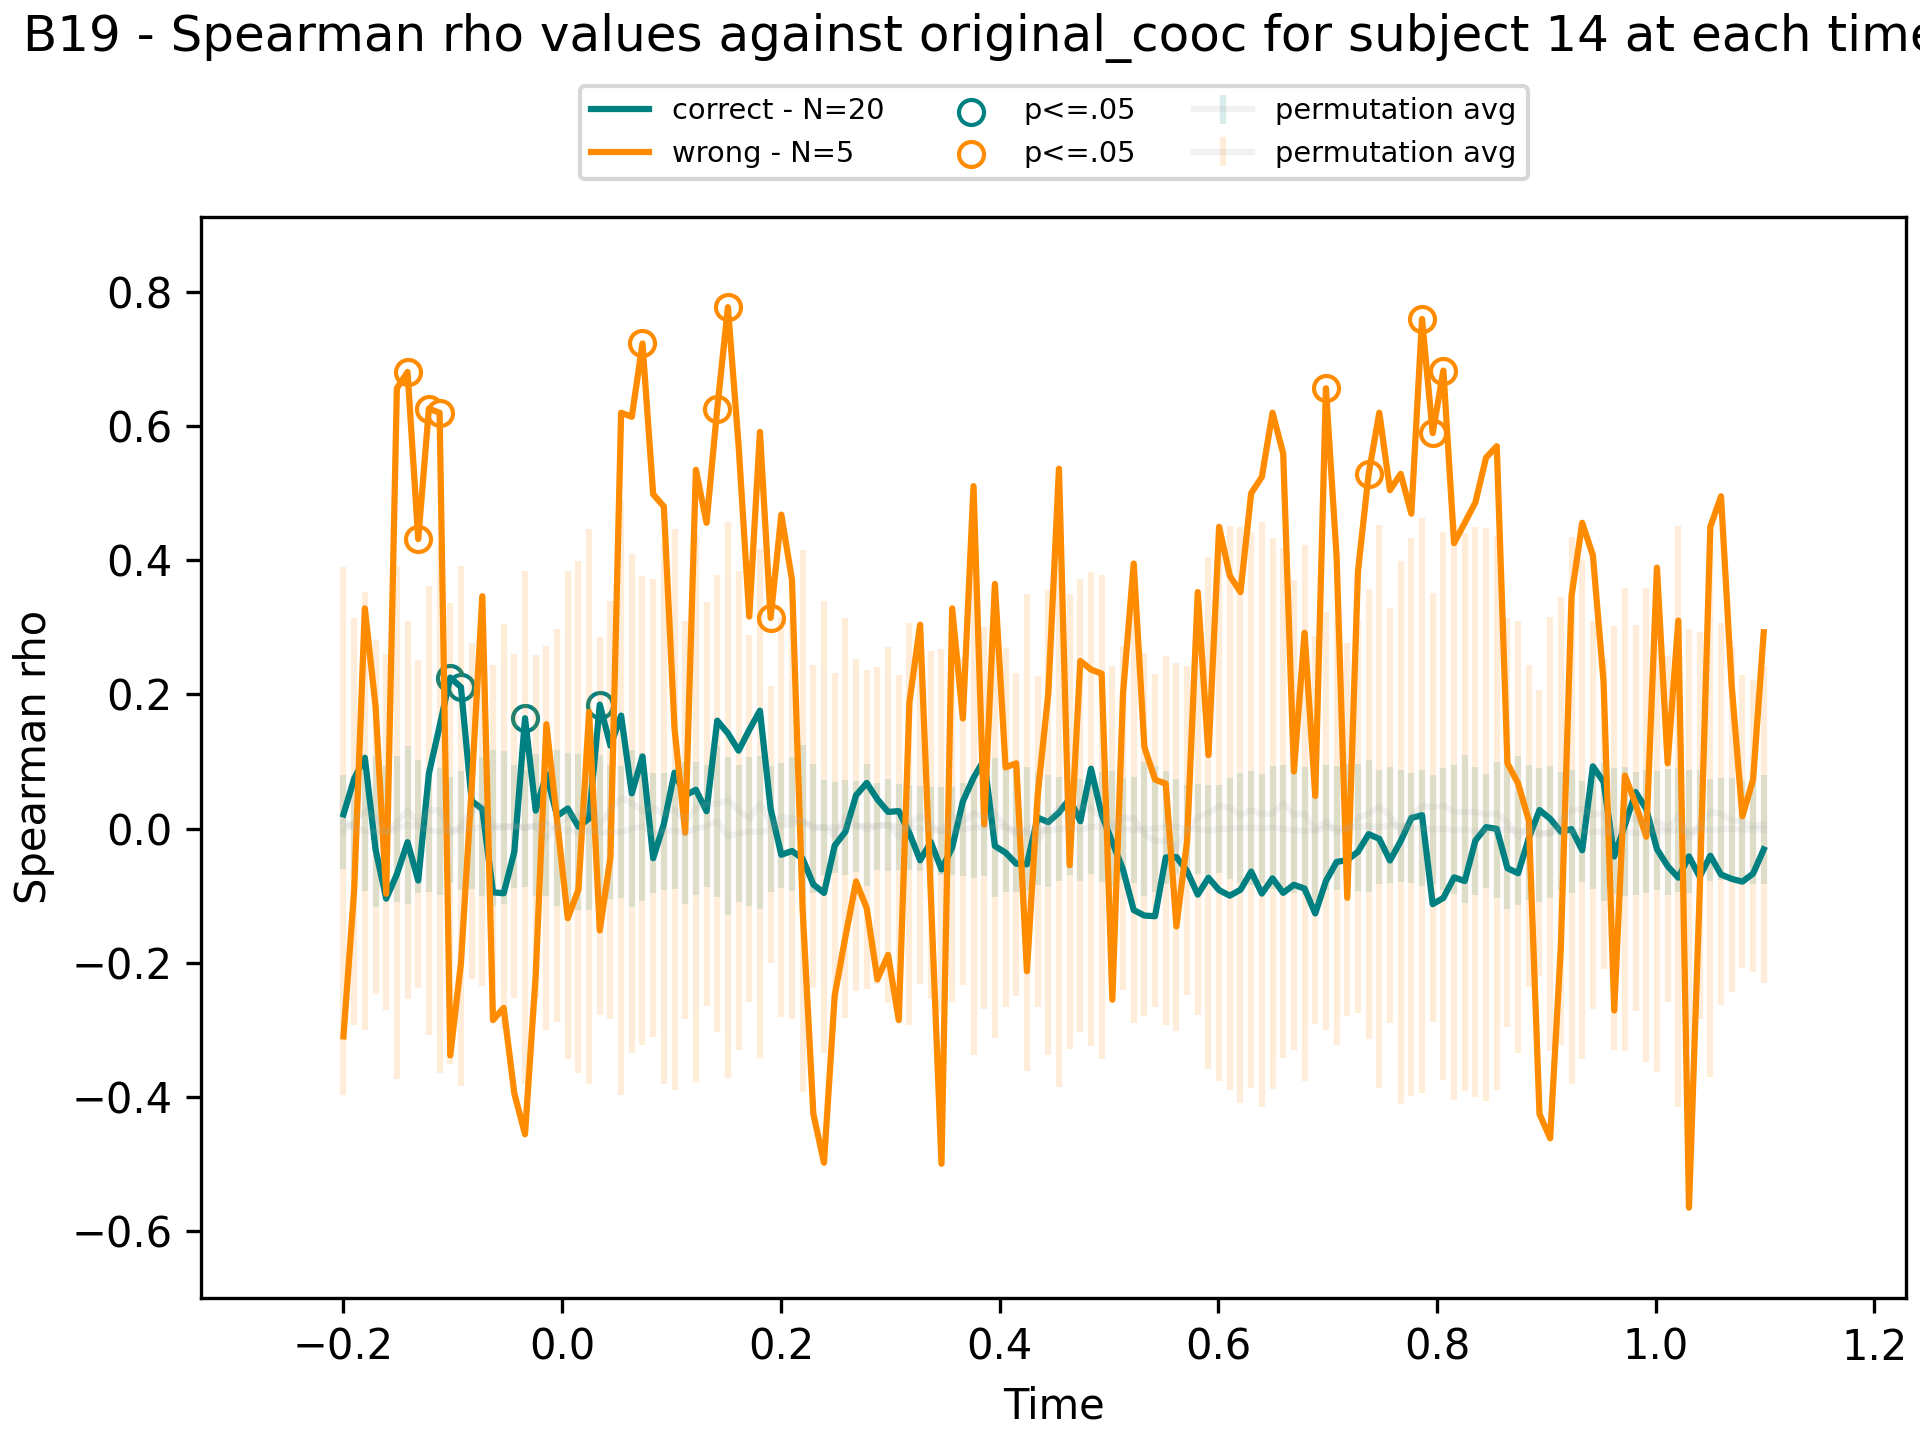 B19 - Spearman rho values against original_cooc for subject 14 at each time
correct - N=20 p<=.05 permutation avg
wrong - N=5 p<=.05 permutation avg
0.8
0.6
0.4
0.2
0.0
−0.2
−0.4
−0.6
Spearman rho
−0.2 0.0 0.2 0.4 0.6 0.8 1.0 1.2
Time